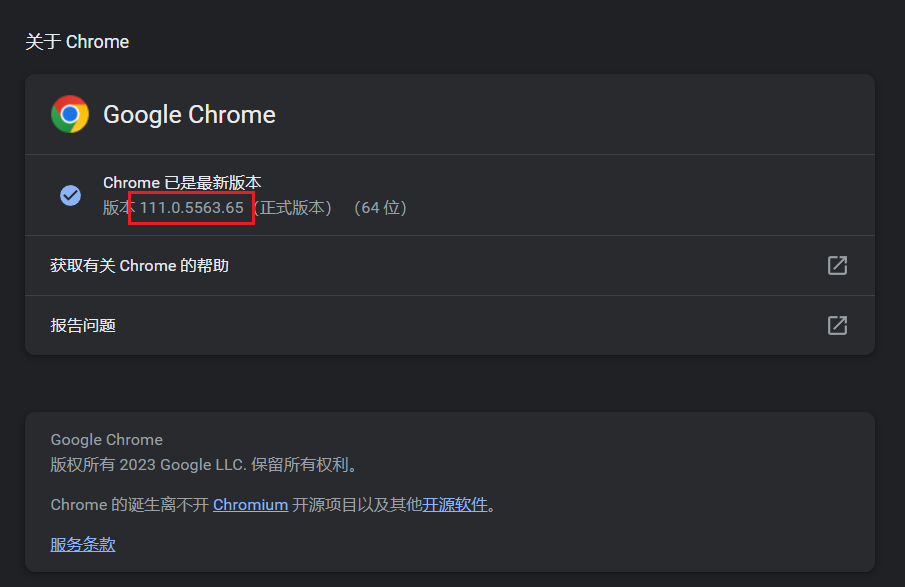 关于 Chrome
Google Chrome
Chrome 已是最新版本
版本 111.0.5563.65 (正式版本) (64 位)
获取有关 Chrome 的帮助
报告问题
Google Chrome
版权所有 2023 Google LLC. 保留所有权利。
Chrome 的诞生离不开 Chromium 开源项目以及其他开源软件。
服务条款